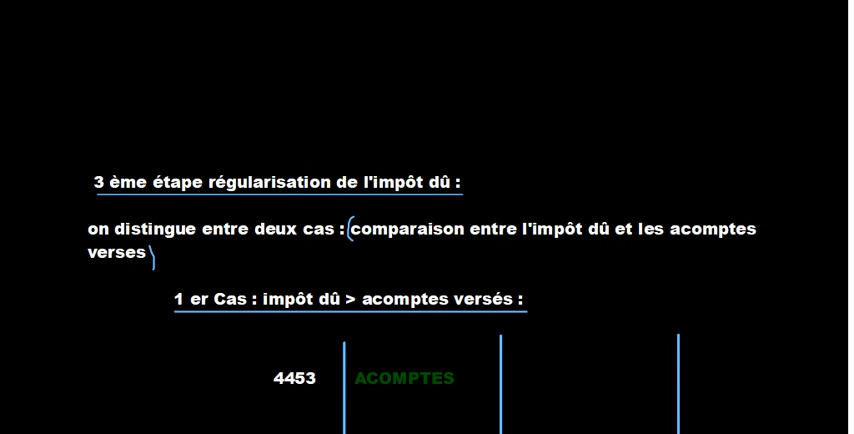 3 ème étape régularisation de l'impôt dû :
on distingue entre deux cas : (comparaison entre l'impôt dû et les acomptes
verses)
1 er Cas : impôt dû > acomptes versés :
4453 ACOMPTES